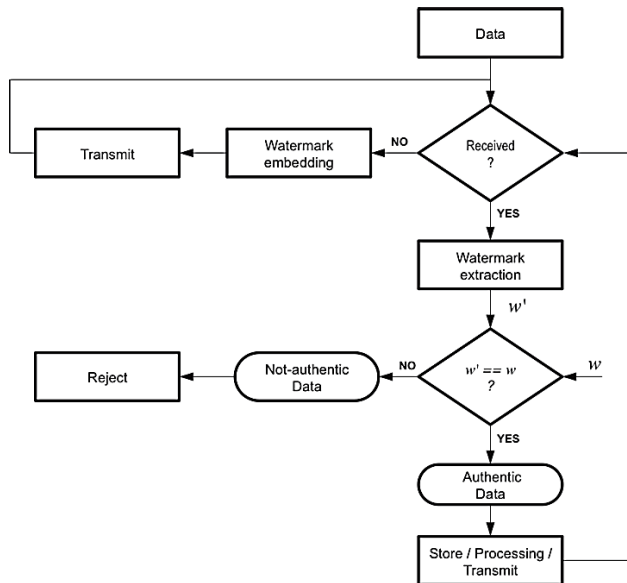 Data
Received
?
NO
Watermark
embedding
Transmit
YES
Watermark
extraction
w'
w' == w
?
w
NO
Not-authentic
Data
Reject
YES
Authentic
Data
Store / Processing /
Transmit